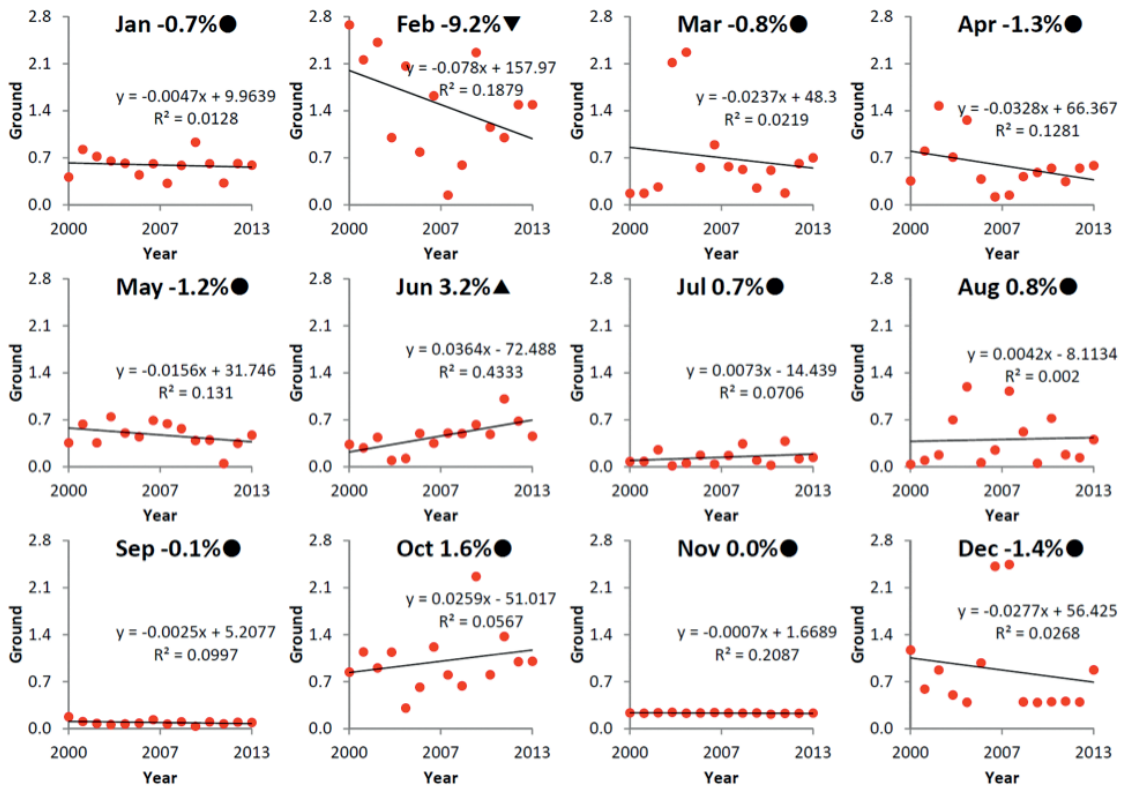 Jan -0.7%●
Ground
2.8
2.1
1.4
0.7
0.0
y = -0.0047x + 9.9639
R² = 0.0128
2000 2007 2013
Year
Feb -9.2%▼
Ground
2.8
2.1
1.4
0.7
0.0
y = -0.078x + 157.97
R² = 0.1879
2000 2007 2013
Year
Mar -0.8%●
Ground
2.8
2.1
1.4
0.7
0.0
y = -0.0237x + 48.3
R² = 0.0219
2000 2007 2013
Year
Apr -1.3%●
Ground
2.8
2.1
1.4
0.7
0.0
y = -0.0328x + 66.367
R² = 0.1281
2000 2007 2013
Year
May -1.2%●
Ground
2.8
2.1
1.4
0.7
0.0
y = -0.0156x + 31.746
R² = 0.131
2000 2007 2013
Year
Jun 3.2%▲
Ground
2.8
2.1
1.4
0.7
0.0
y = 0.0364x - 72.488
R² = 0.4333
2000 2007 2013
Year
Jul 0.7%●
Ground
2.8
2.1
1.4
0.7
0.0
y = 0.0073x - 14.439
R² = 0.0706
2000 2007 2013
Year
Aug 0.8%●
Ground
2.8
2.1
1.4
0.7
0.0
y = 0.0042x - 8.1134
R² = 0.002
2000 2007 2013
Year
Sep -0.1%●
Ground
2.8
2.1
1.4
0.7
0.0
y = -0.0025x + 5.2077
R² = 0.0997
2000 2007 2013
Year
Oct 1.6%●
Ground
2.8
2.1
1.4
0.7
0.0
y = 0.0259x - 51.017
R² = 0.0567
2000 2007 2013
Year
Nov 0.0%●
Ground
2.8
2.1
1.4
0.7
0.0
y = -0.0007x + 1.6689
R² = 0.2087
2000 2007 2013
Year
Dec -1.4%●
Ground
2.8
2.1
1.4
0.7
0.0
y = -0.0277x + 56.425
R² = 0.0268
2000 2007 2013
Year